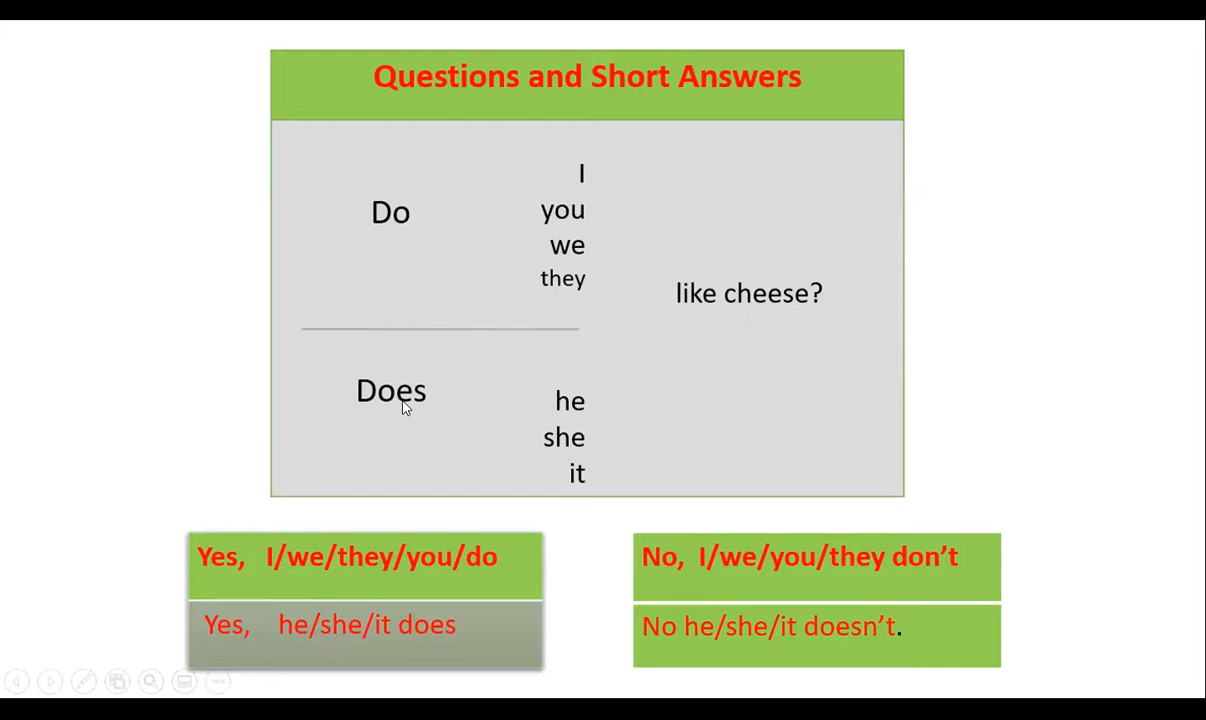 Questions and Short Answers
Do
I
you
we
they
like cheese?
Does
he
she
it
Yes, I/we/they/you/do
Yes, he/she/it does
No, I/we/you/they don’t
No he/she/it doesn’t.